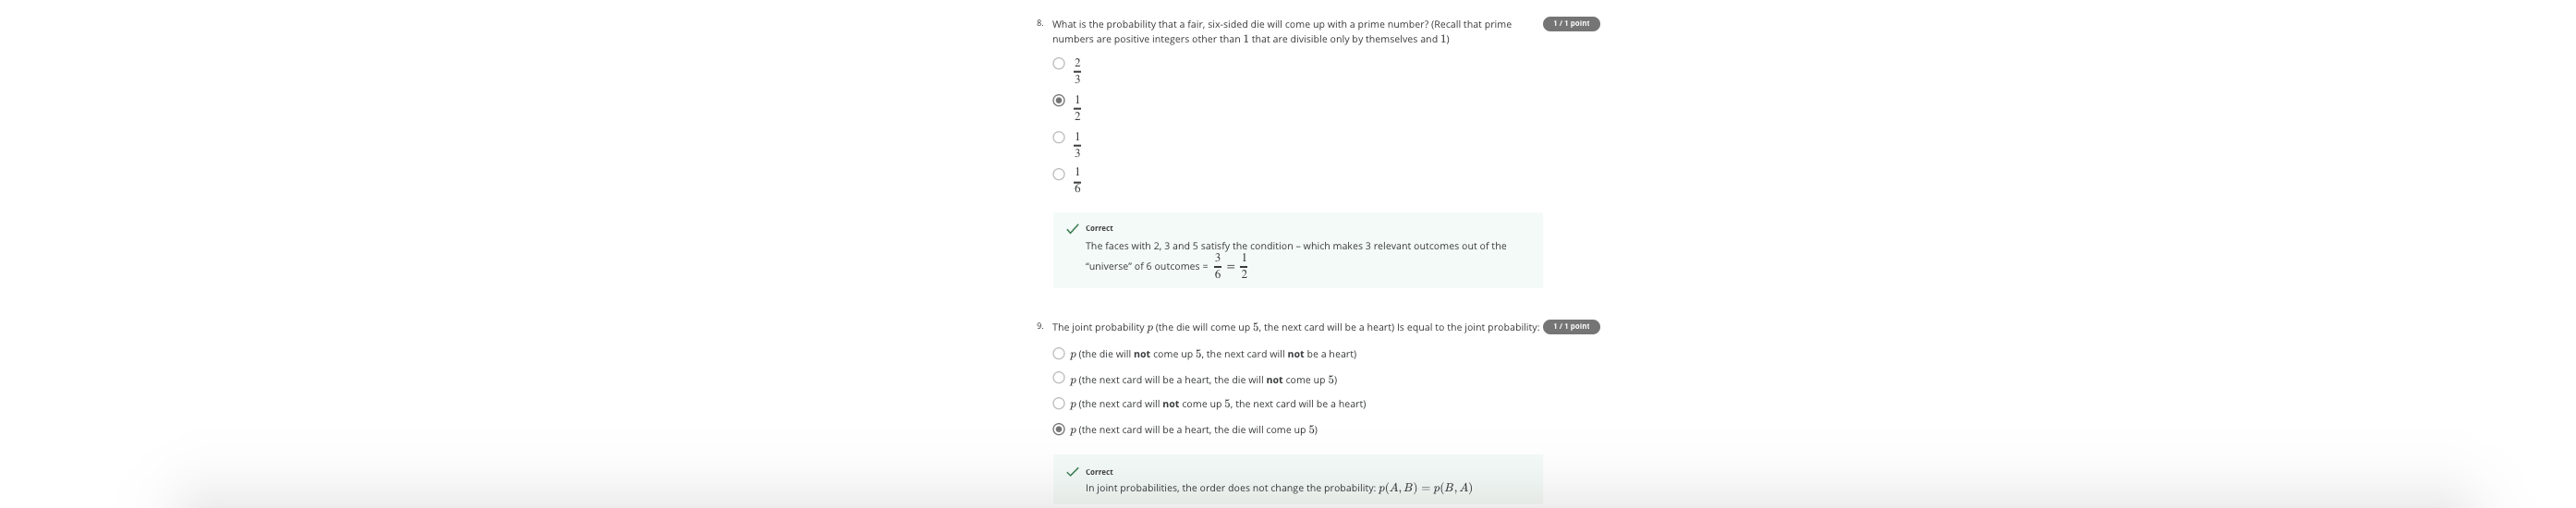 8. What is the probability that a fair, six-sided die will come up with a prime number? (Recall that prime
1 / 1 point
numbers are positive integers other than 1 that are divisible only by themselves and 1)
2/3
1/2
1/3
1/6
Correct
The faces with 2, 3 and 5 satisfy the condition – which makes 3 relevant outcomes out of the
“universe” of 6 outcomes = 3/6 = 1/2
9. The joint probability p (the die will come up 5, the next card will be a heart) Is equal to the joint probability:
1 / 1 point
p (the die will not come up 5, the next card will not be a heart)
p (the next card will be a heart, the die will not come up 5)
p (the next card will not come up 5, the next card will be a heart)
p (the next card will be a heart, the die will come up 5)
Correct
In joint probabilities, the order does not change the probability: p(A, B) = p(B, A)